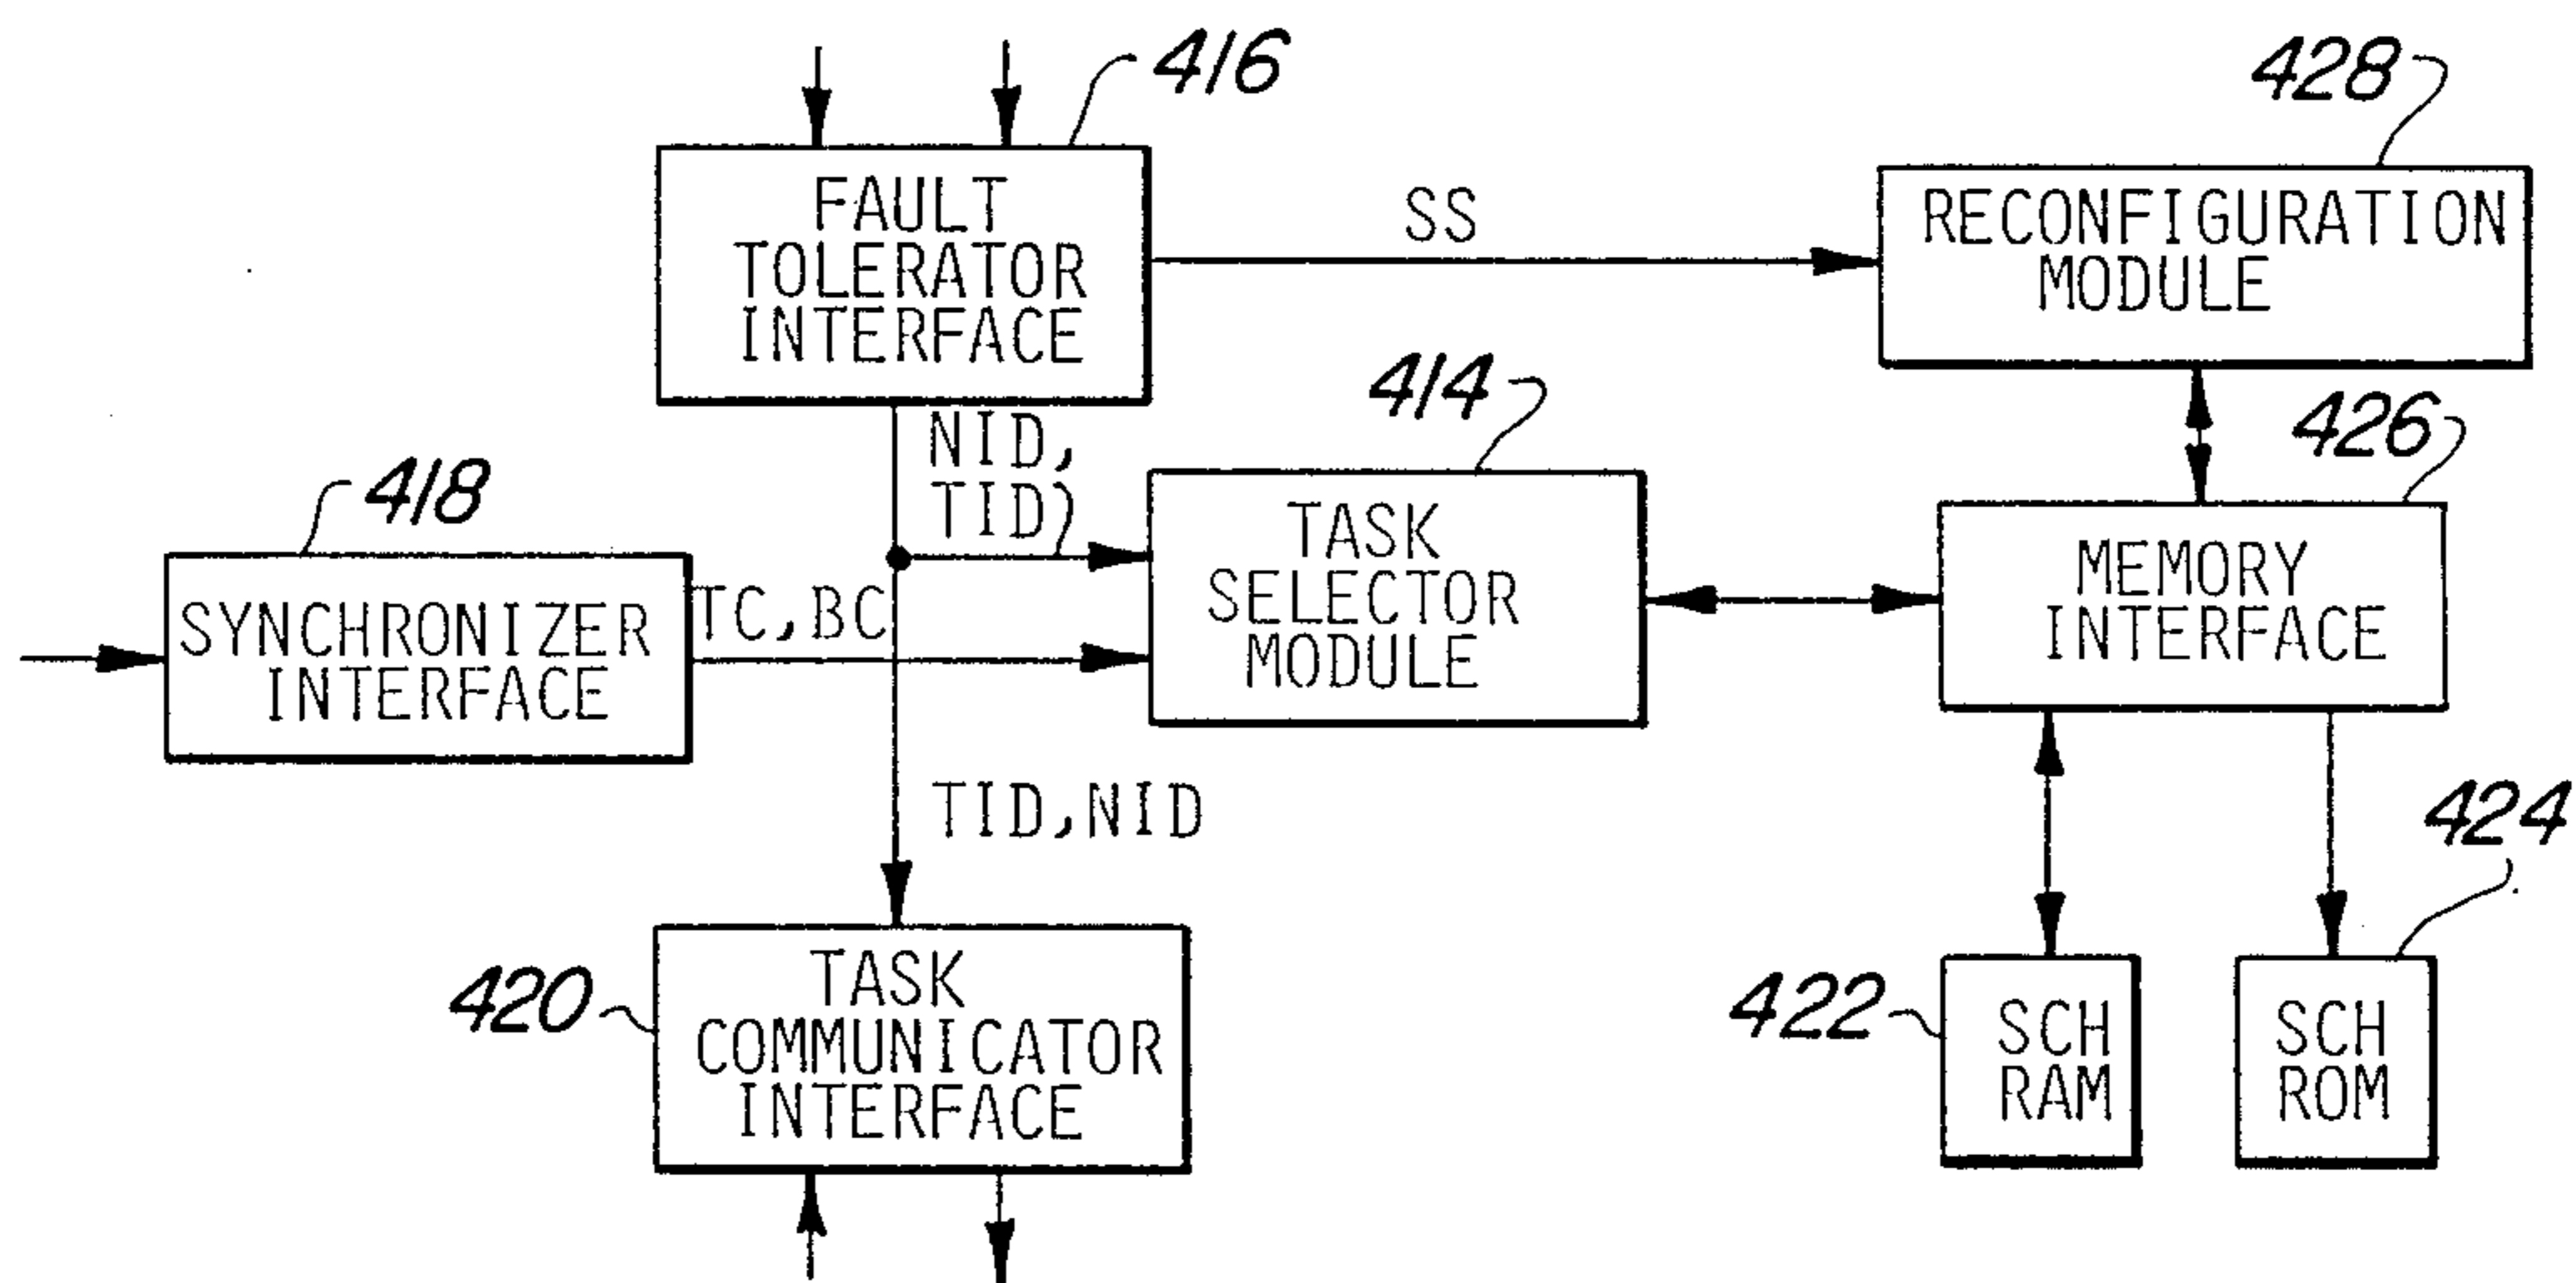 416
428
FAULT
TOLERATOR
INTERFACE
SS
RECONFIGURATION
MODULE
414
426
NID,
TID
418
TASK
SELECTOR
MODULE
MEMORY
INTERFACE
SYNCHRONIZER
INTERFACE
TC,BC
TID,NID
424
420
TASK
COMMUNICATOR
INTERFACE
422
SCH
RAM
SCH
ROM